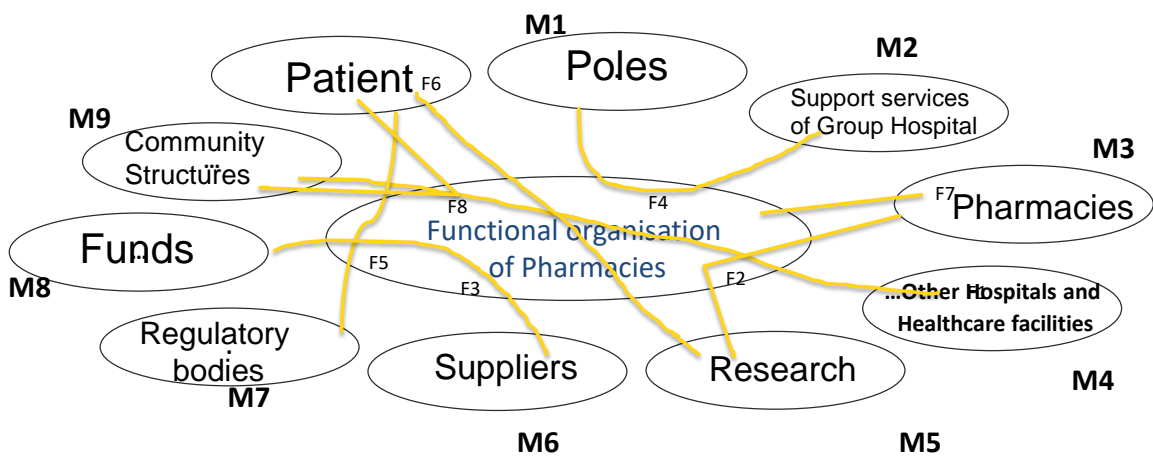 M1
M2
Patient
F6
Poles
Support services
of Group Hospital
M9
Community
Structures
M3
F7
Pharmacies
F8
F4
Functional organisation
of Pharmacies
Funds
M8
F5
F3
F2
...Other Hospitals and
Healthcare facilities
M4
Regulatory
bodies
M7
Suppliers
Research
M6
M5